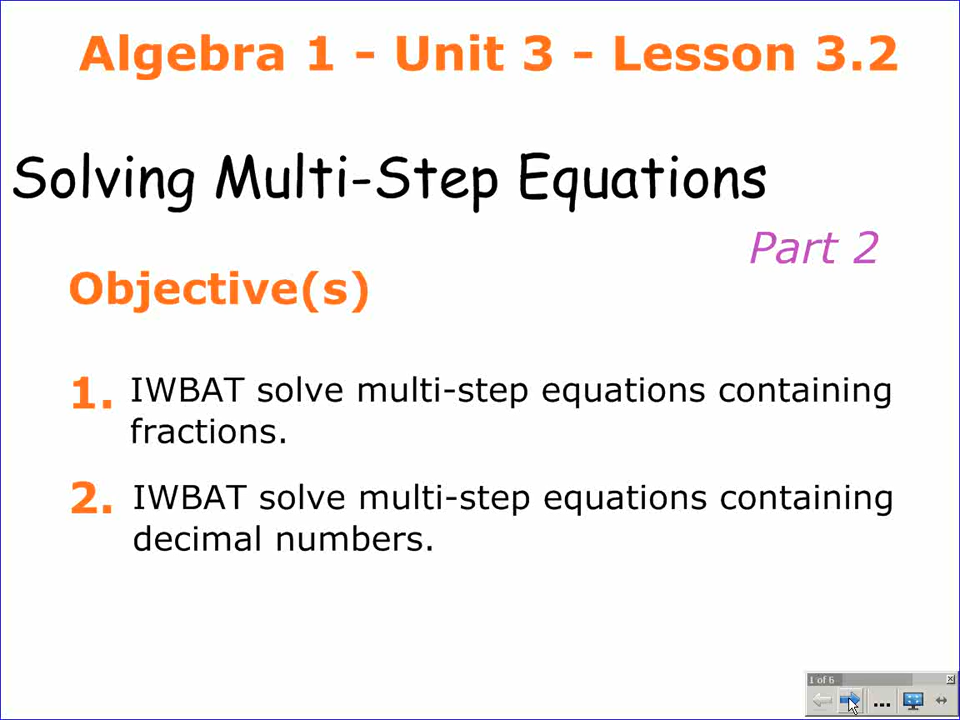 Algebra 1 - Unit 3 - Lesson 3.2
Solving Multi-Step Equations
Part 2
Objective(s)
1. IWBAT solve multi-step equations containing
fractions.
2. IWBAT solve multi-step equations containing
decimal numbers.
1 of 6